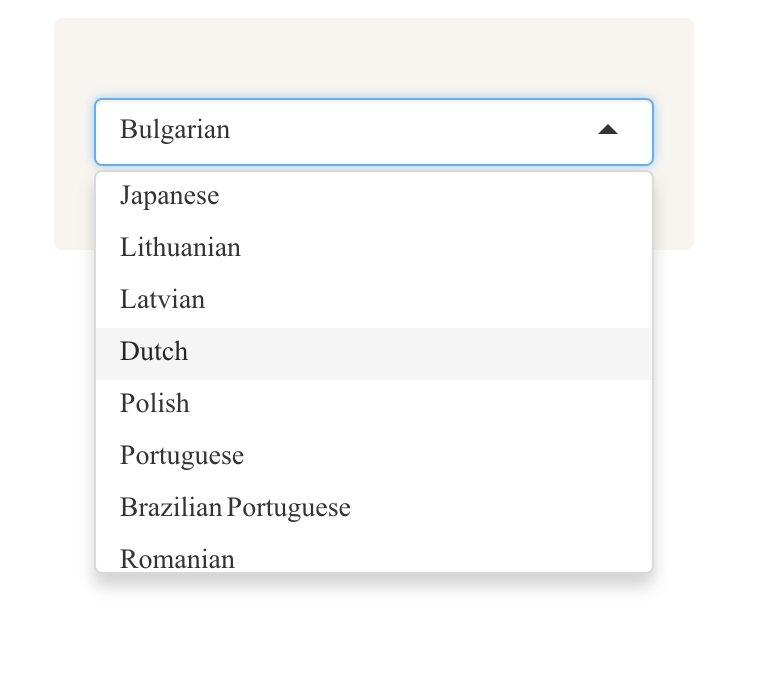 Bulgarian
Japanese
Lithuanian
Latvian
Dutch
Polish
Portuguese
Brazilian Portuguese
Romanian